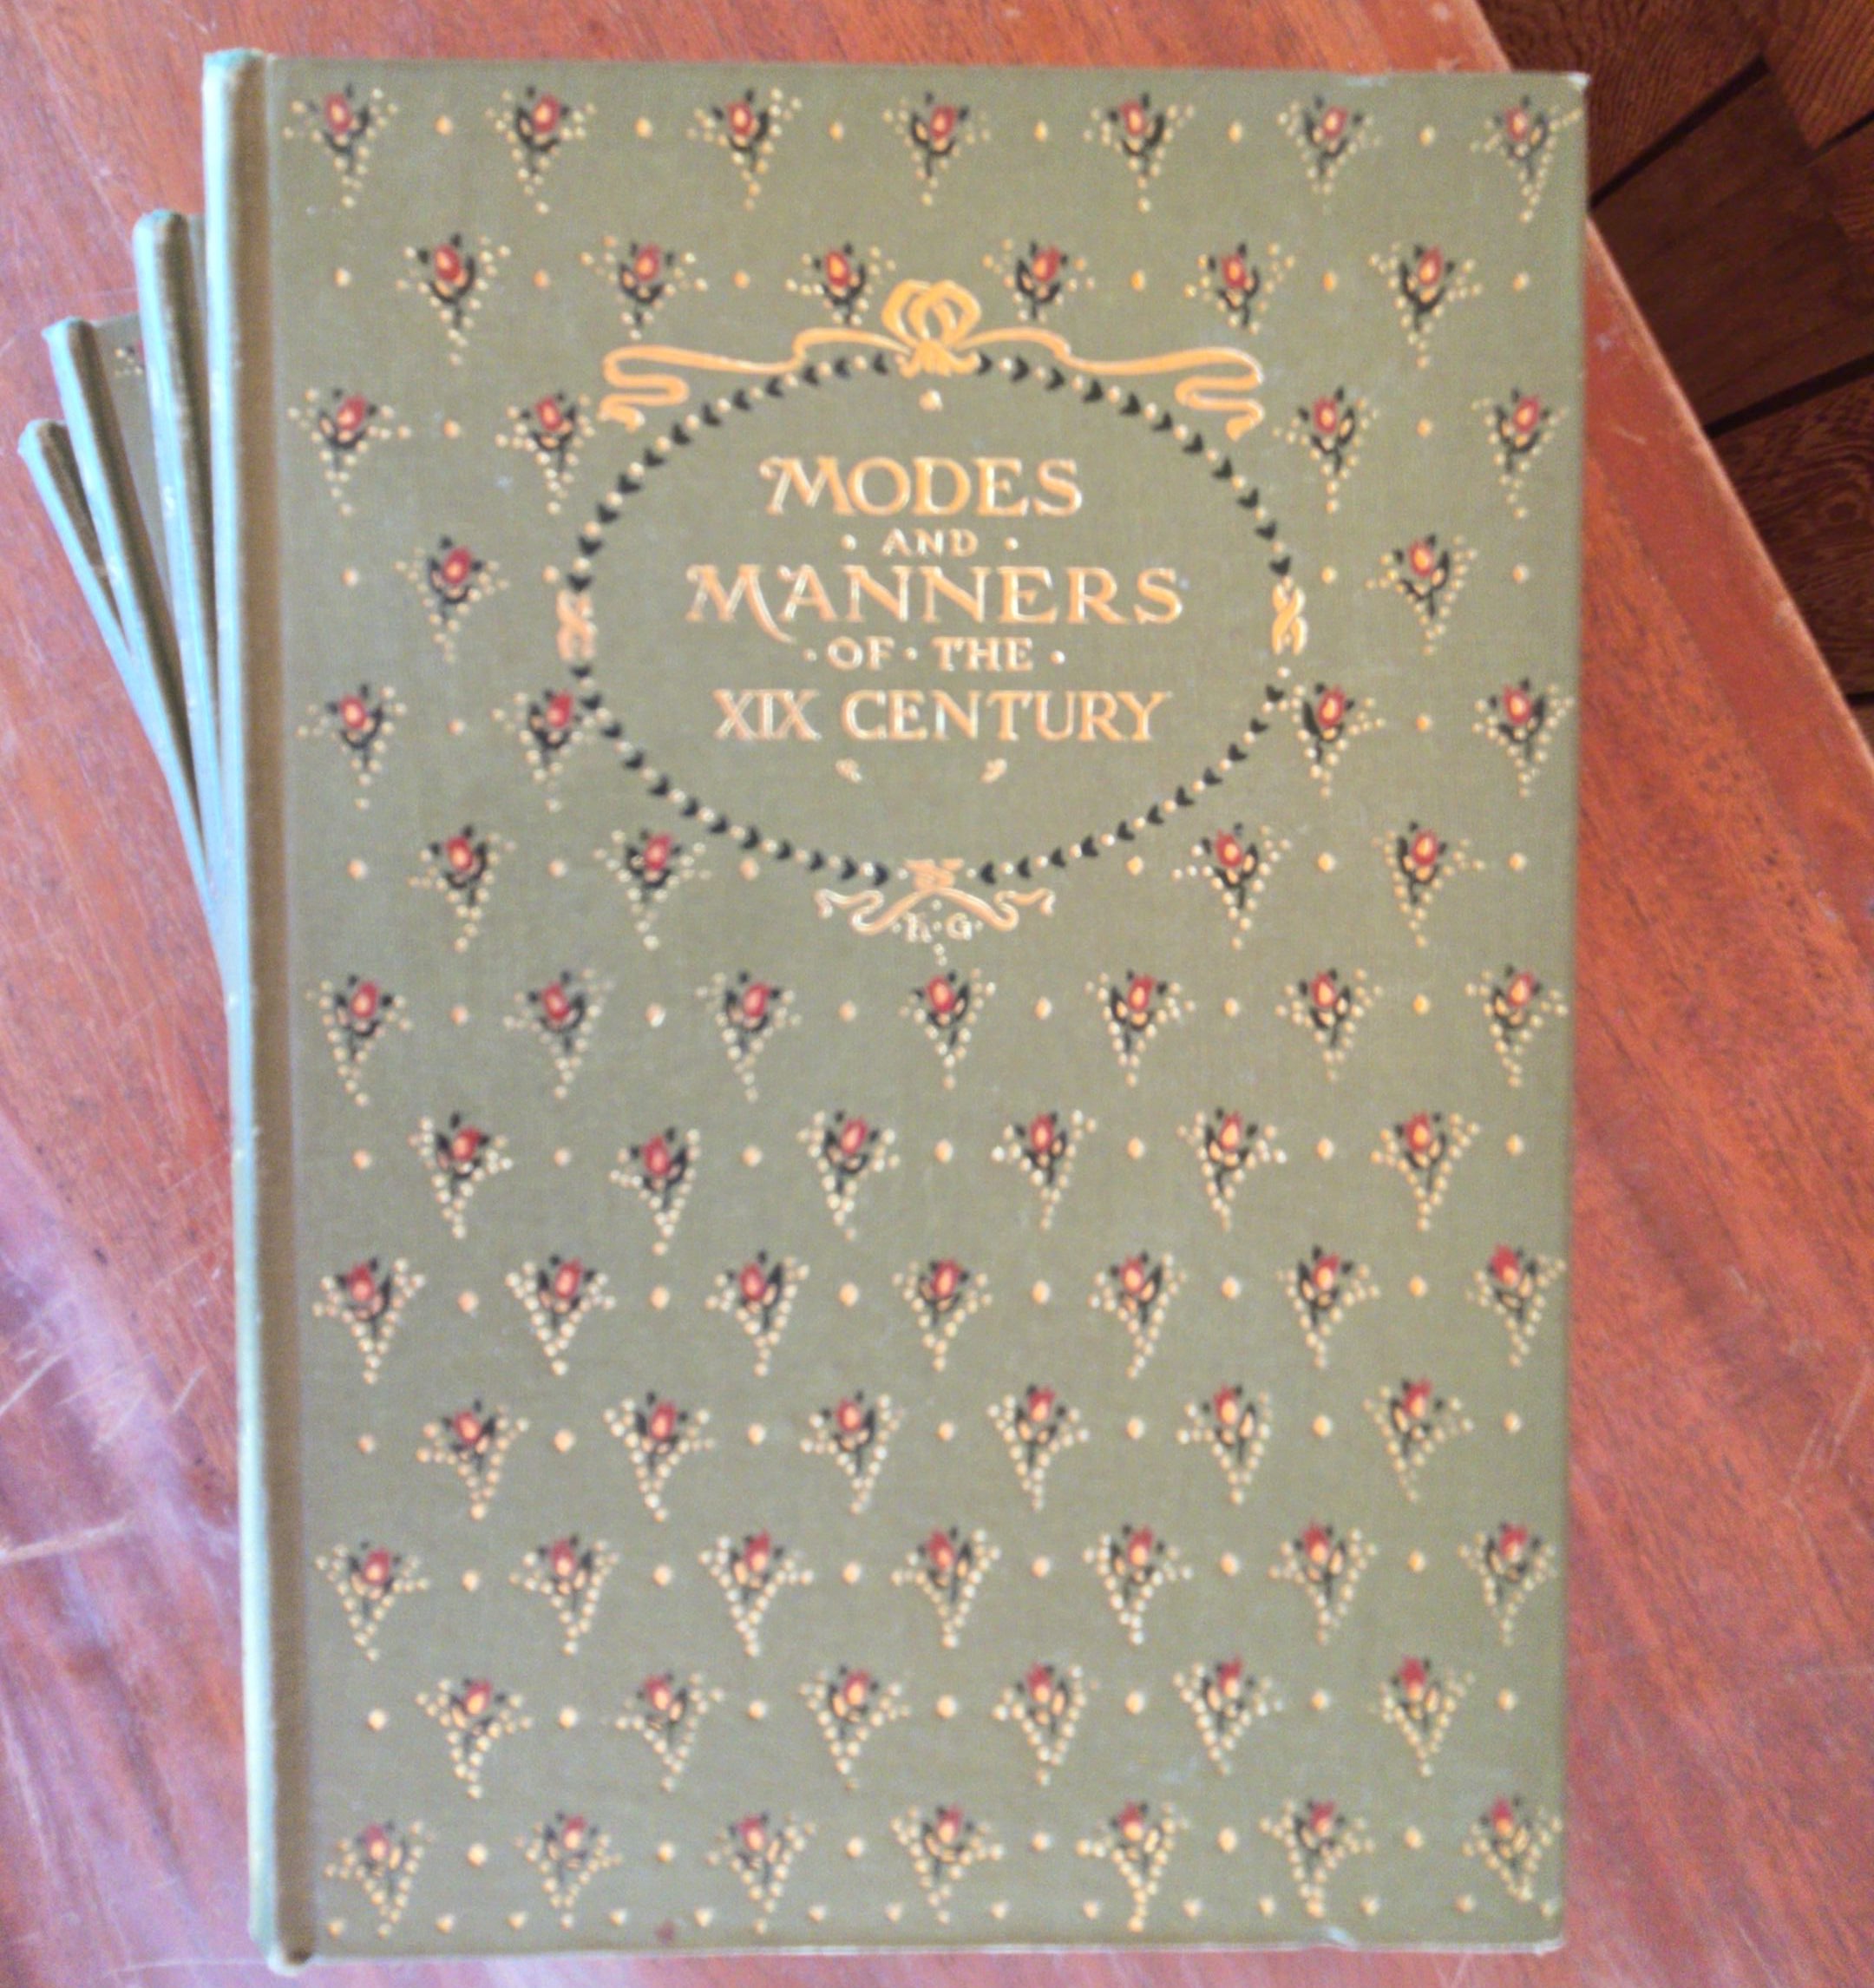 MODES
· AND ·
MANNERS
· OF · THE ·
XIX CENTURY
· h · G ·